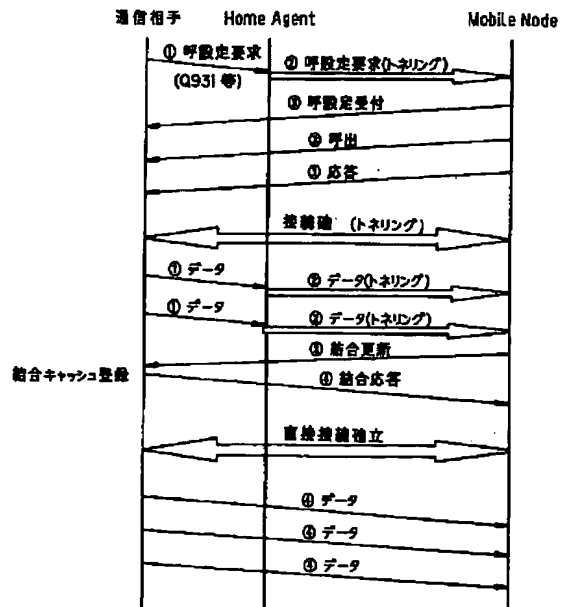 通信相手 Home Agent Mobile Node
① 呼設定要求
(Q931 等)
② 呼設定要求(トネリング)
③ 呼設定受付
③ 呼出
③ 応答
接続確 (トネリング)
① データ
② データ(トネリング)
① データ
② データ(トネリング)
③ 結合更新
結合キャッシュ登録
④ 結合応答
直接接続確立
④ データ
④ データ
データ